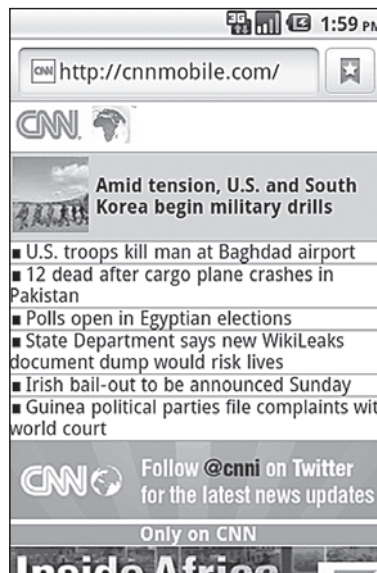 3G 1:59 PM
CNN http://cnnmobile.com/
CNN
Amid tension, U.S. and South
Korea begin military drills
■ U.S. troops kill man at Baghdad airport
■ 12 dead after cargo plane crashes in
Pakistan
■ Polls open in Egyptian elections
■ State Department says new WikiLeaks
document dump would risk lives
■ Irish bail-out to be announced Sunday
■ Guinea political parties file complaints wit
world court
CNN Follow @cnni on Twitter
for the latest news updates
Only on CNN
Inside Africa